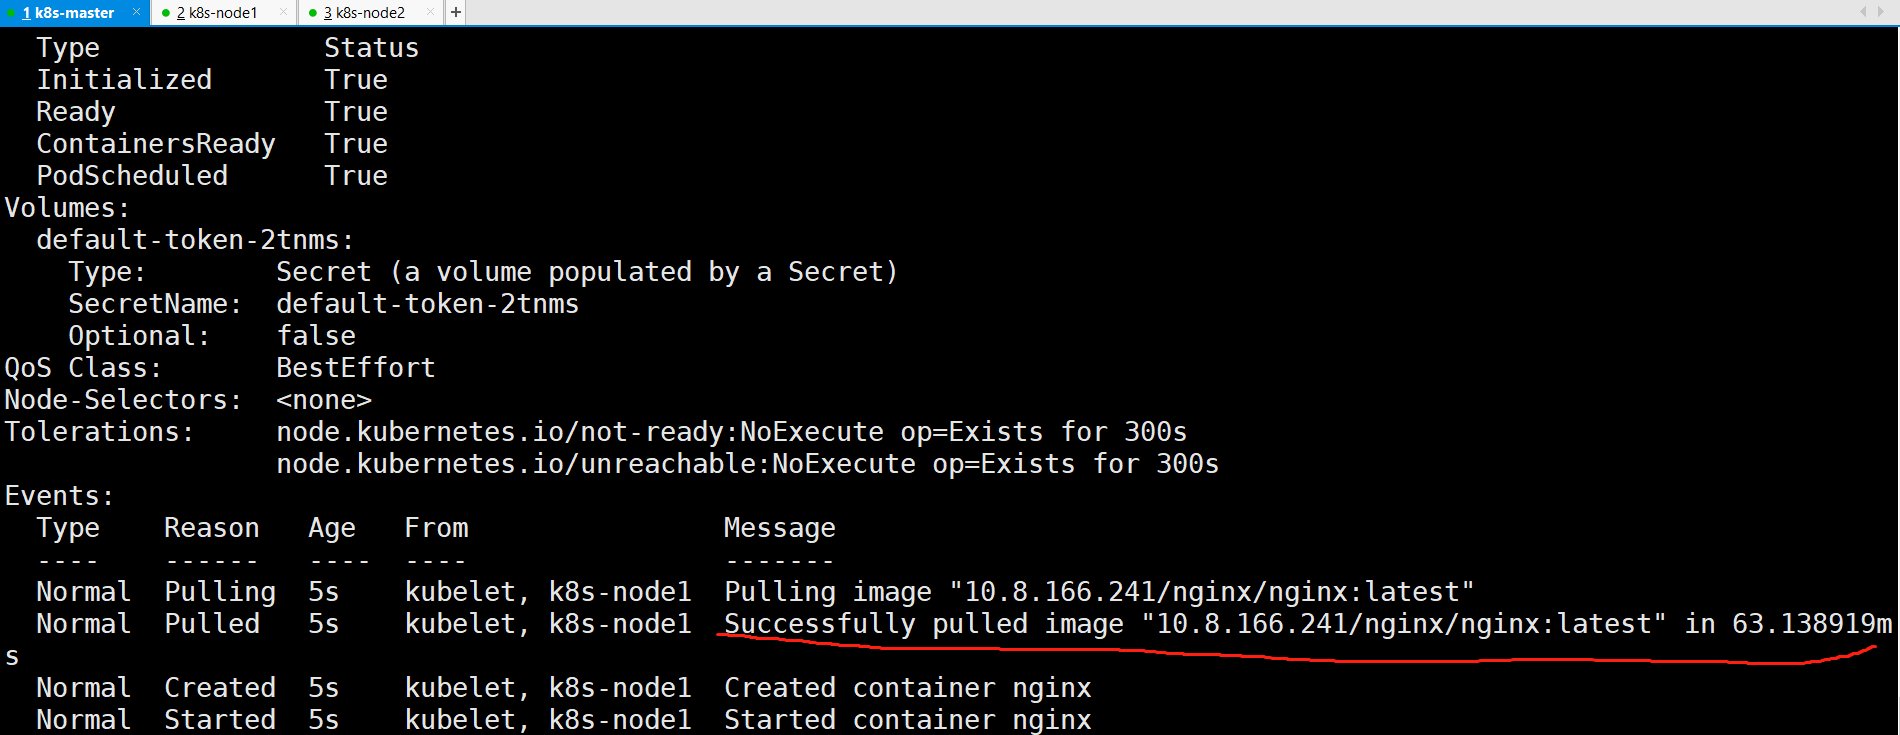 1 k8s-master × 2 k8s-node1 × 3 k8s-node2 × +
Type Status
Initialized True
Ready True
ContainersReady True
PodScheduled True
Volumes:
default-token-2tnms:
Type: Secret (a volume populated by a Secret)
SecretName: default-token-2tnms
Optional: false
QoS Class: BestEffort
Node-Selectors: <none>
Tolerations: node.kubernetes.io/not-ready:NoExecute op=Exists for 300s
node.kubernetes.io/unreachable:NoExecute op=Exists for 300s
Events:
Type Reason Age From Message
---- ------ ---- ---- -------
Normal Pulling 5s kubelet, k8s-node1 Pulling image "10.8.166.241/nginx/nginx:latest"
Normal Pulled 5s kubelet, k8s-node1 Successfully pulled image "10.8.166.241/nginx/nginx:latest" in 63.138919m
s
Normal Created 5s kubelet, k8s-node1 Created container nginx
Normal Started 5s kubelet, k8s-node1 Started container nginx